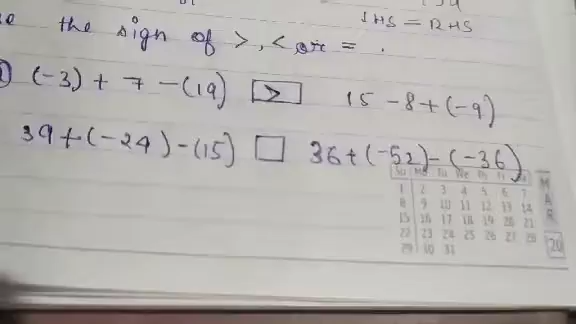 LHS = RHS
the sign of >, < or = .
(-3) + 7 - (19) > 15 - 8 + (-9)
39 + (-24) - (15) □ 36 + (-52) - (-36)
Su Mo Tu We Th Fr
1 2 3 4 5 6 7
8 9 10 11 12 13 14
15 16 17 18 19 20 21
22 23 24 25 26 27 28
29 30 31
MAR
20